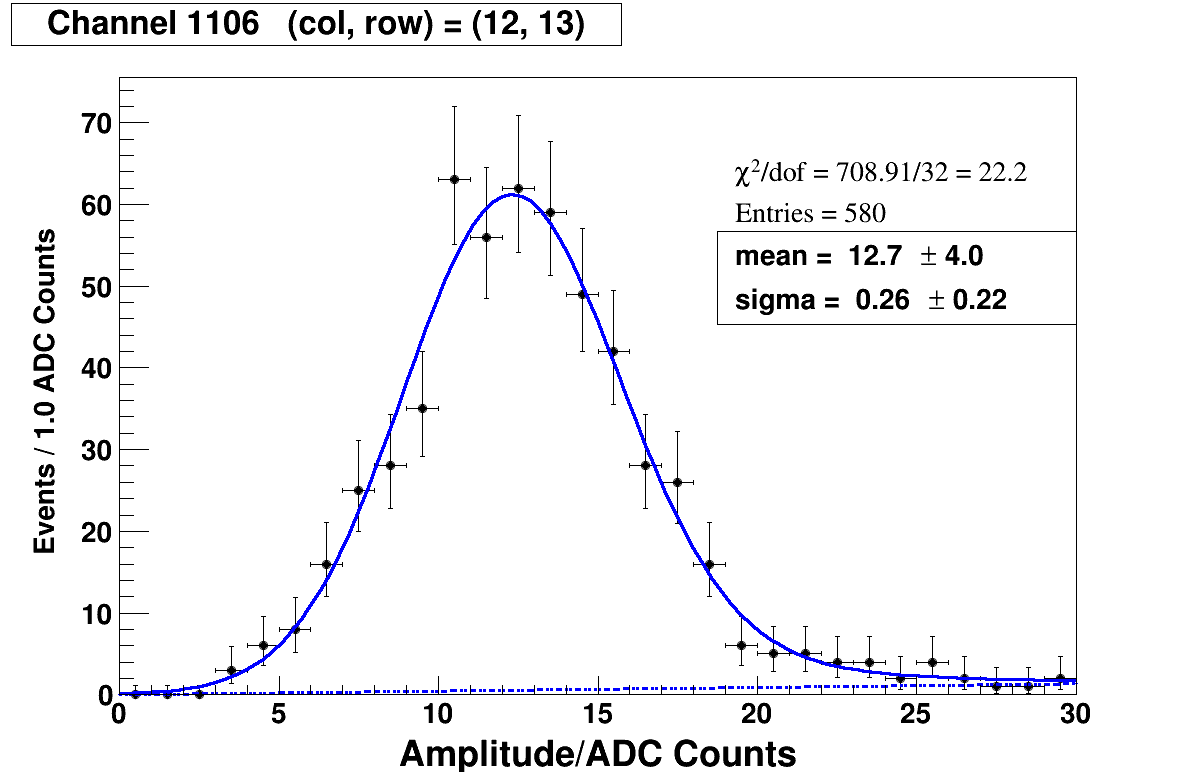 Channel 1106 (col, row) = (12, 13)
70
60
50
40
30
20
10
0
χ²/dof = 708.91/32 = 22.2
Entries = 580
mean = 12.7 ± 4.0
sigma = 0.26 ± 0.22
Events / 1.0 ADC Counts
0 5 10 15 20 25 30
Amplitude/ADC Counts